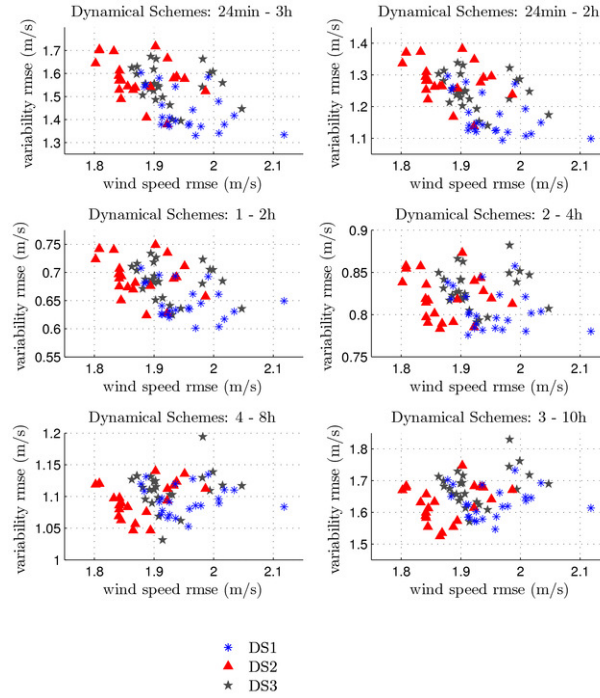 Dynamical Schemes: 24min - 3h
variability rmse (m/s)
1.7
1.6
1.5
1.4
1.3
1.8 1.9 2 2.1
wind speed rmse (m/s)
Dynamical Schemes: 24min - 2h
variability rmse (m/s)
1.4
1.3
1.2
1.1
1.8 1.9 2 2.1
wind speed rmse (m/s)
Dynamical Schemes: 1 - 2h
variability rmse (m/s)
0.75
0.7
0.65
0.6
0.55
1.8 1.9 2 2.1
wind speed rmse (m/s)
Dynamical Schemes: 2 - 4h
variability rmse (m/s)
0.9
0.85
0.8
0.75
1.8 1.9 2 2.1
wind speed rmse (m/s)
Dynamical Schemes: 4 - 8h
variability rmse (m/s)
1.2
1.15
1.1
1.05
1
1.8 1.9 2 2.1
wind speed rmse (m/s)
Dynamical Schemes: 3 - 10h
variability rmse (m/s)
1.8
1.7
1.6
1.5
1.8 1.9 2 2.1
wind speed rmse (m/s)
DS1
DS2
DS3